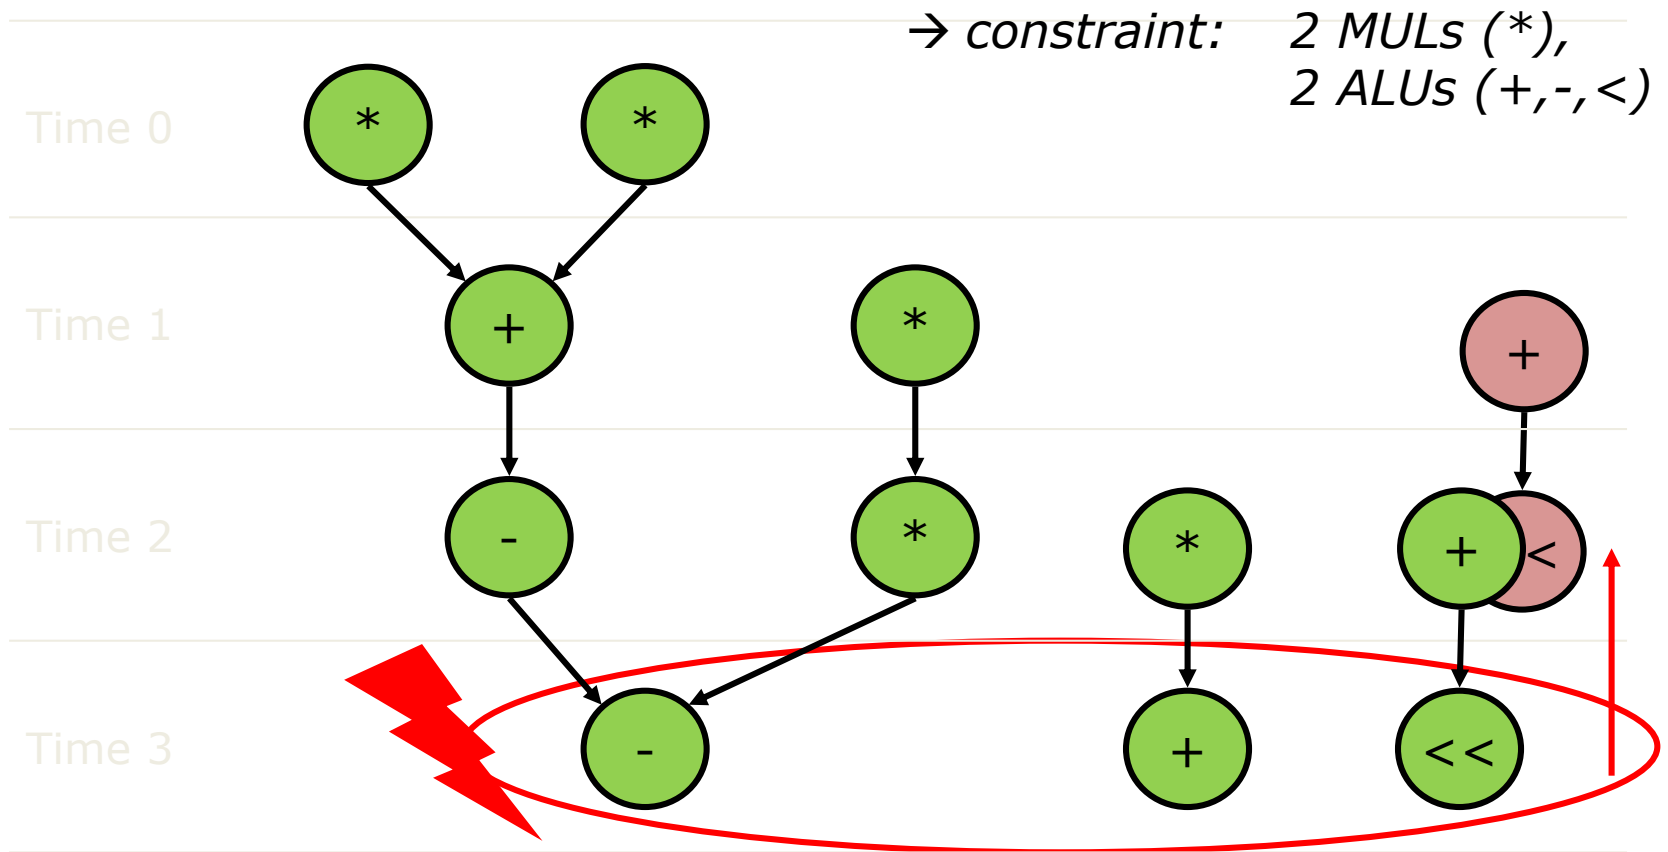 → constraint: 2 MULs (*),
2 ALUs (+,-,<)
Time 0 * *
Time 1 + * +
Time 2 - * * + <
Time 3 - + <<